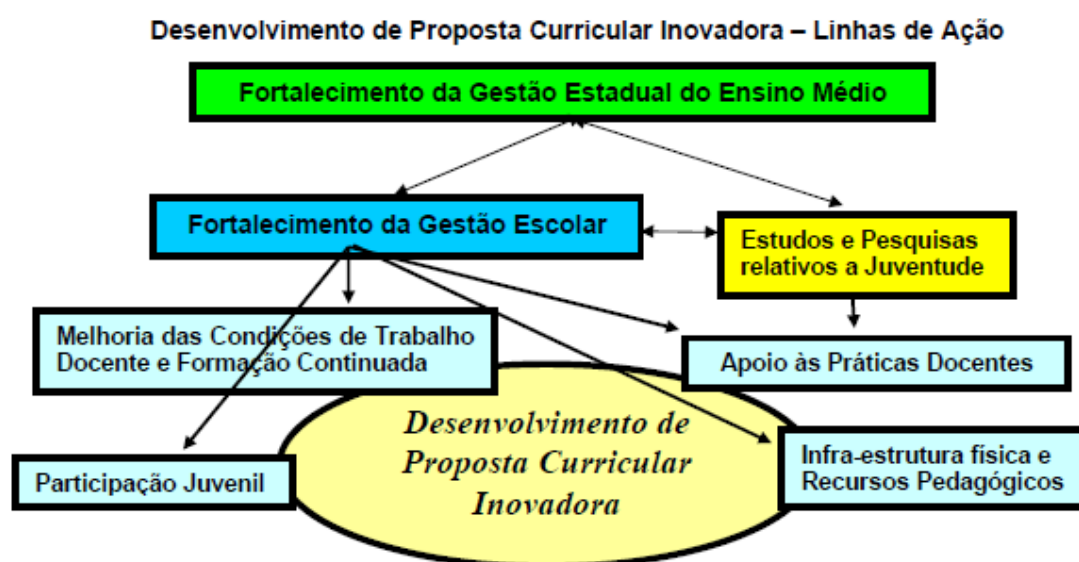 Desenvolvimento de Proposta Curricular Inovadora – Linhas de Ação
Fortalecimento da Gestão Estadual do Ensino Médio
Fortalecimento da Gestão Escolar
Estudos e Pesquisas
relativos a Juventude
Melhoria das Condições de Trabalho
Docente e Formação Continuada
Apoio às Práticas Docentes
Desenvolvimento de
Proposta Curricular
Inovadora
Participação Juvenil
Infra-estrutura física e
Recursos Pedagógicos